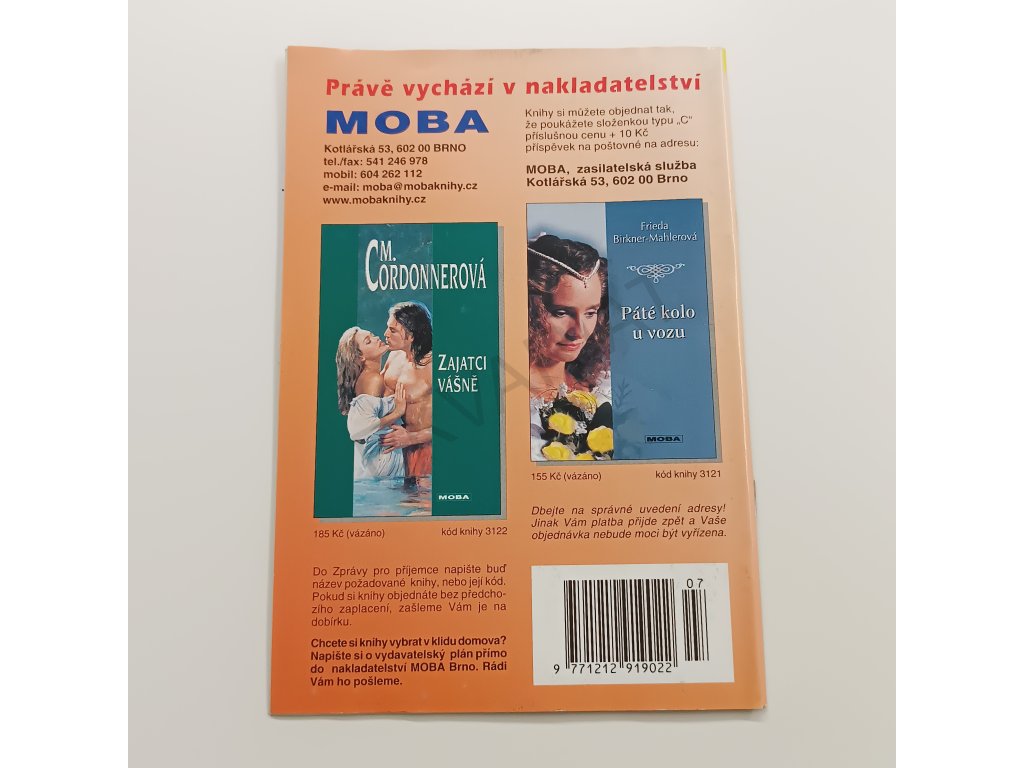 Právě vychází v nakladatelství
MOBA
Kotlářská 53, 602 00 BRNO
tel./fax: 541 246 978
mobil: 604 262 112
e-mail: moba@mobaknihy.cz
www.mobaknihy.cz
Knihy si můžete objednat tak,
že poukážete složenkou typu „C“
příslušnou cenu + 10 Kč
příspěvek na poštovné na adresu:
MOBA, zasilatelská služba
Kotlářská 53, 602 00 Brno
M.
CORDONNEROVÁ
ZAJATCI
VÁŠNĚ
MOBA
185 Kč (vázáno) kód knihy 3122
Frieda
Birkner-Mahlerová
Páté kolo
u vozu
MOBA
155 Kč (vázáno) kód knihy 3121
Do Zprávy pro příjemce napište buď
název požadované knihy, nebo její kód.
Pokud si knihy objednáte bez předcho-
zího zaplacení, zašleme Vám je na
dobírku.
Chcete si knihy vybrat v klidu domova?
Napište si o vydavatelský plán přímo
do nakladatelství MOBA Brno. Rádi
Vám ho pošleme.
Dbejte na správné uvedení adresy!
Jinak Vám platba přijde zpět a Vaše
objednávka nebude moci být vyřízena.
07
9 771212 919022